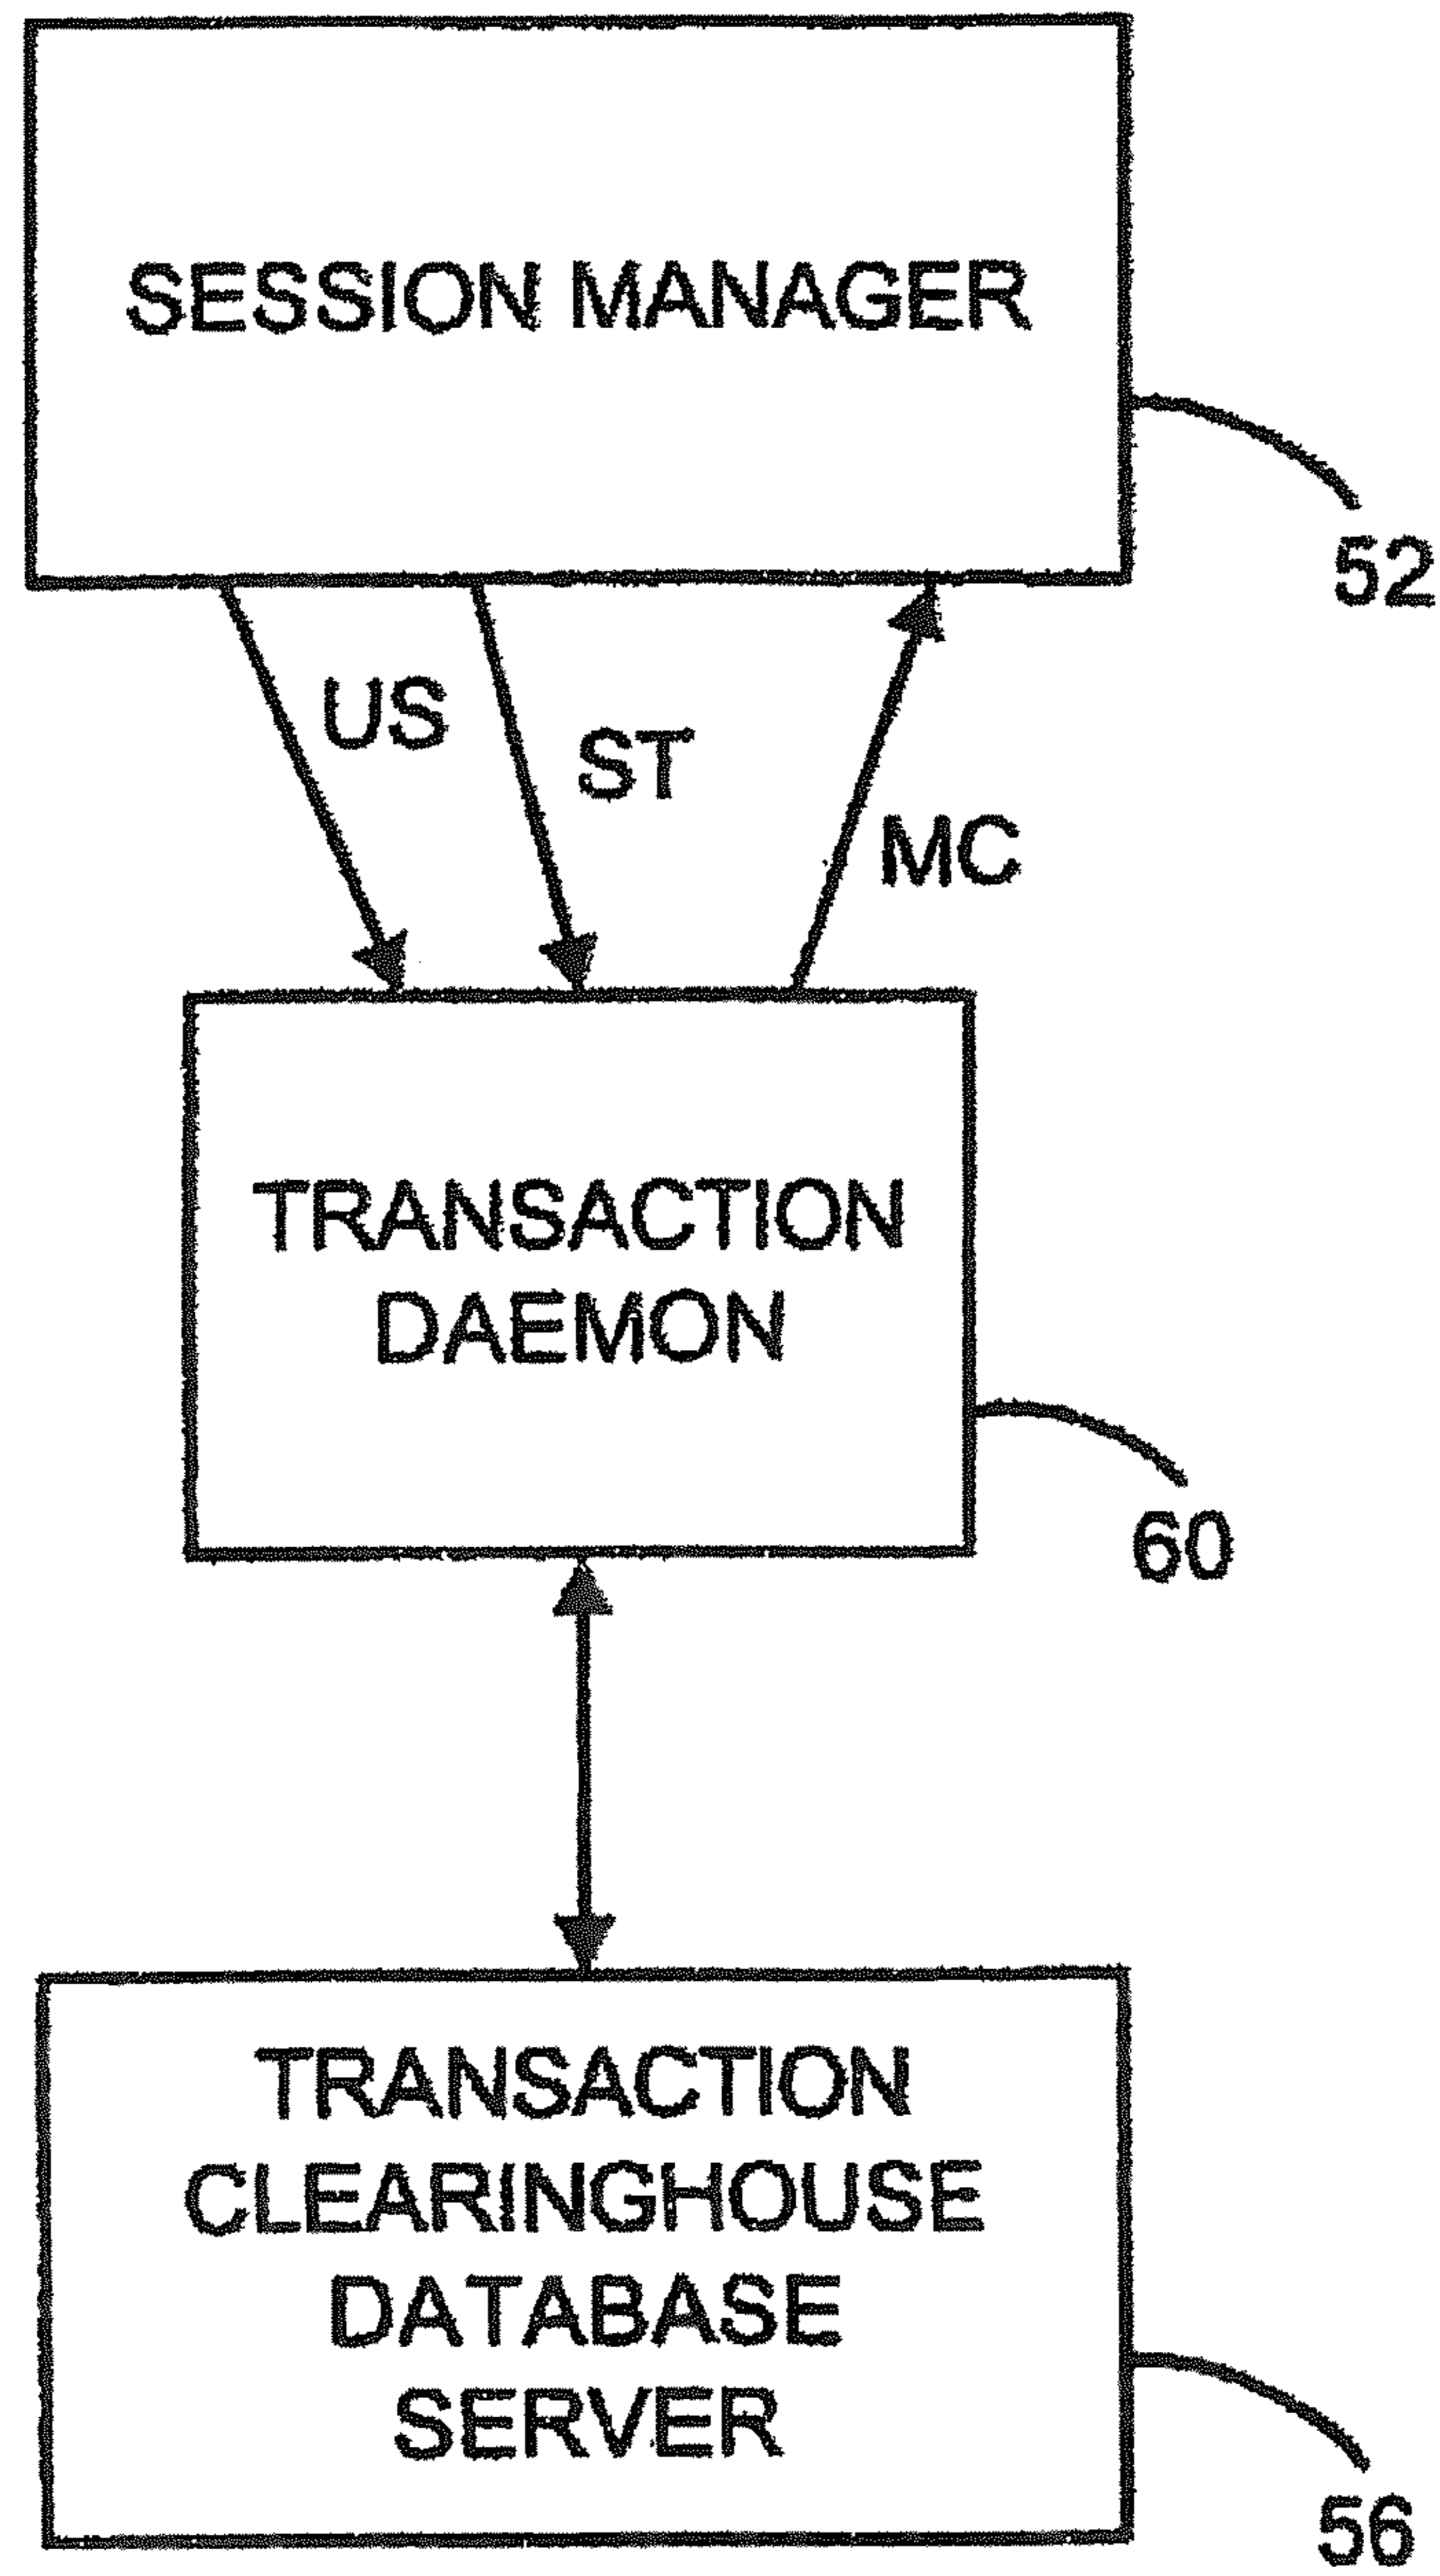 SESSION MANAGER
52
US
ST
MC
TRANSACTION
DAEMON
60
TRANSACTION
CLEARINGHOUSE
DATABASE
SERVER
56